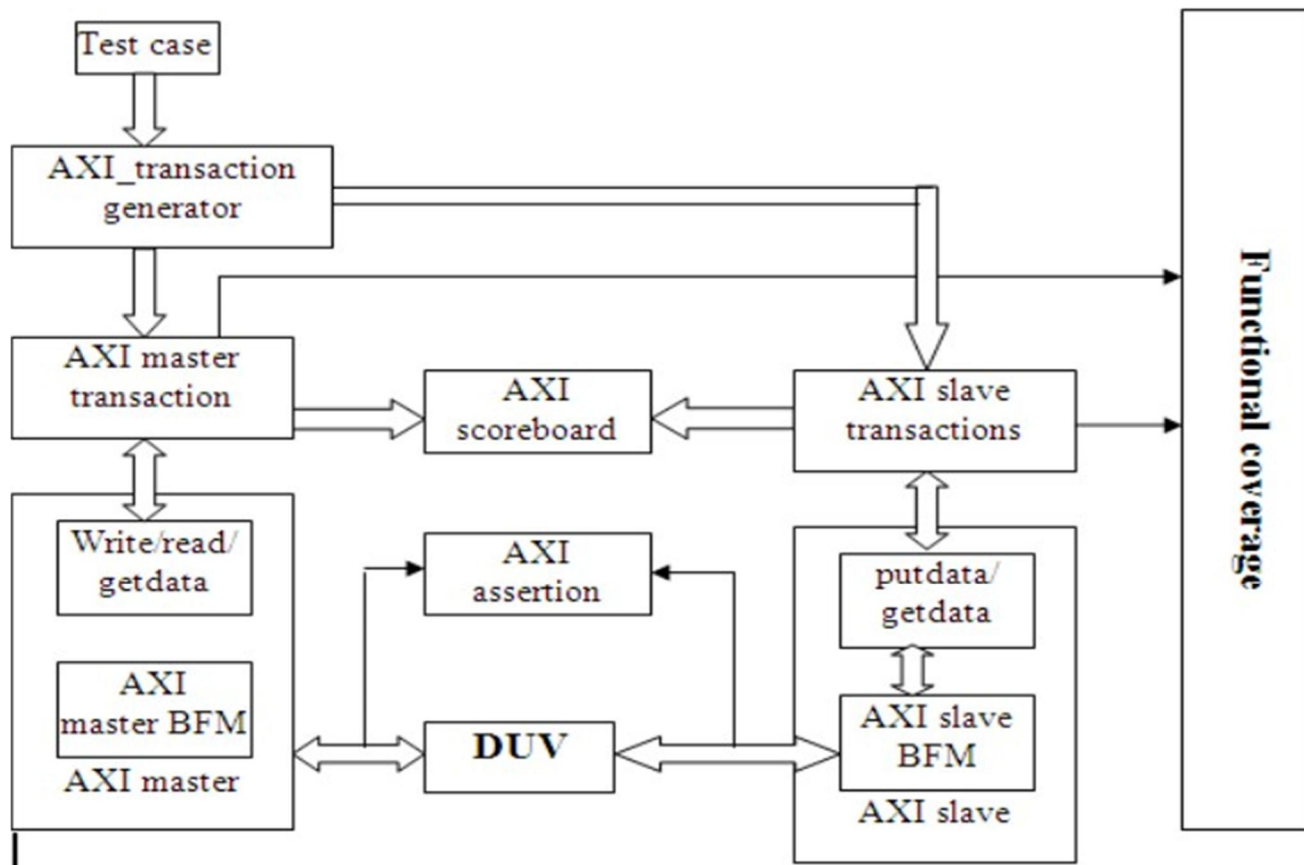 Test case
AXI_transaction
generator
AXI master
transaction
AXI
scoreboard
AXI slave
transactions
Functional coverage
Write/read/
getdata
AXI
master BFM
AXI master
AXI
assertion
DUV
putdata/
getdata
AXI slave
BFM
AXI slave